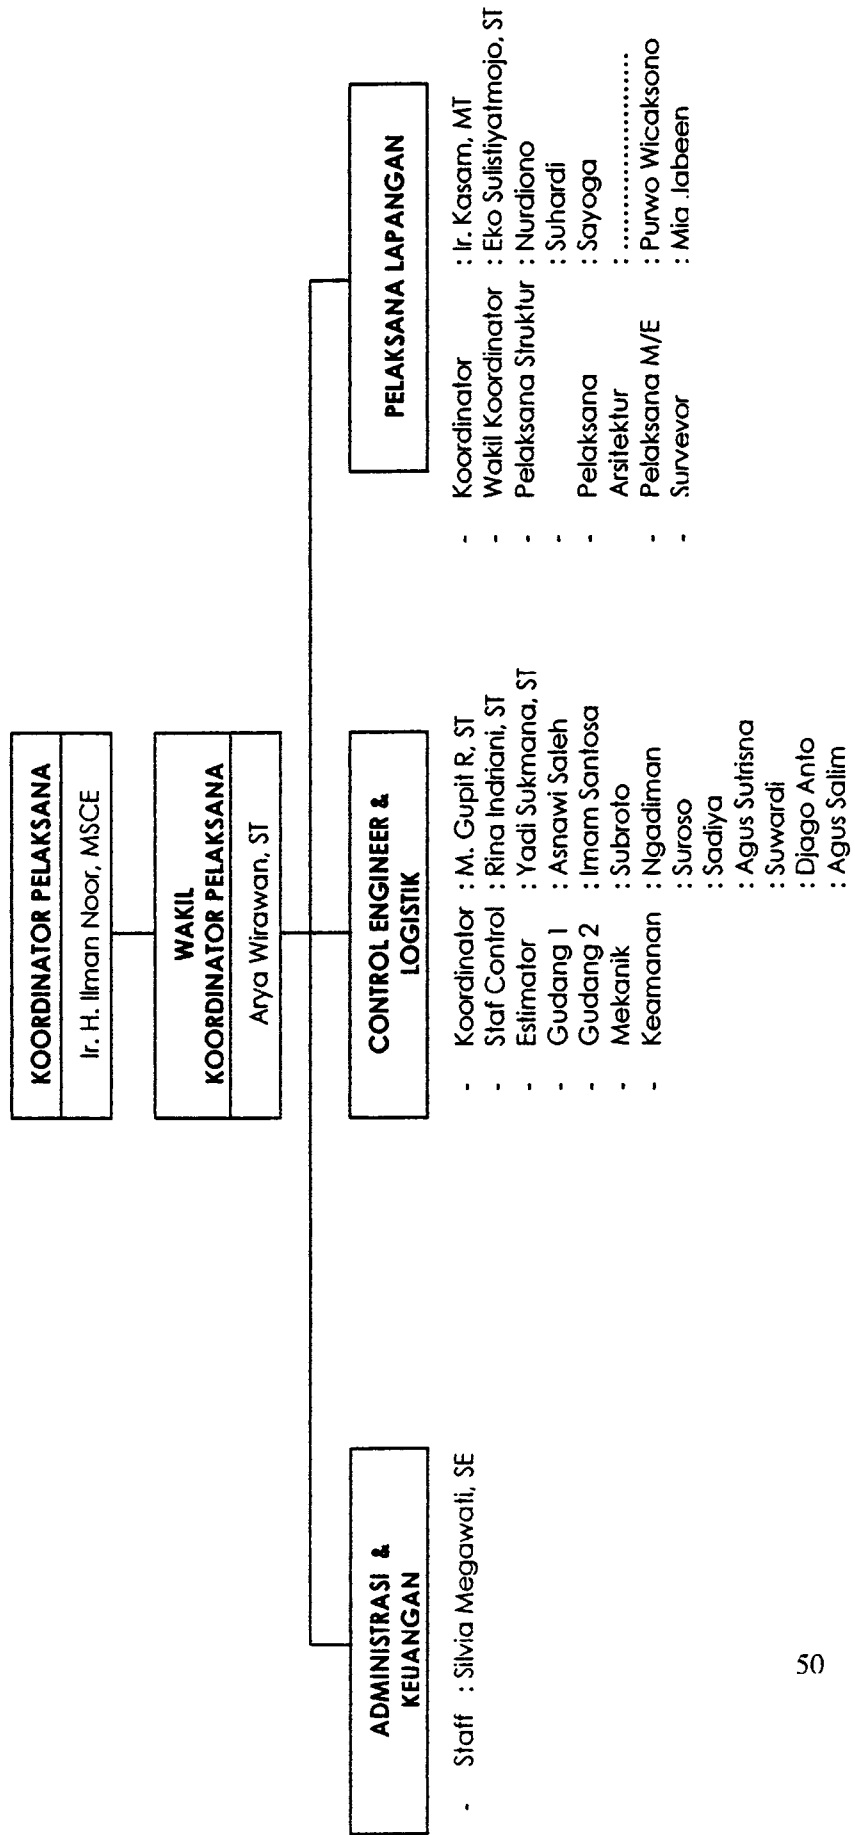 KOORDINATOR PELAKSANA
Ir. H. Ilman Noor, MSCE
WAKIL
KOORDINATOR PELAKSANA
Arya Wirawan, ST
ADMINISTRASI &
KEUANGAN
- Staff : Silvia Megawati, SE
CONTROL ENGINEER &
LOGISTIK
- Koordinator : M. Gupit R, ST
- Staf Control : Rina Indriani, ST
- Estimator : Yadi Sukmana, ST
- Gudang 1 : Asnawi Saleh
- Gudang 2 : Imam Santosa
- Mekanik : Subroto
- Keamanan : Ngadiman
: Suroso
: Sadiya
: Agus Sutrisna
: Suwardi
: Djago Anto
: Agus Salim
PELAKSANA LAPANGAN
- Koordinator : Ir. Kasam, MT
- Wakil Koordinator : Eko Sulistiyatmojo, ST
- Pelaksana Struktur : Nurdiono
- : Suhardi
- Pelaksana : Sayoga
Arsitektur : ......................
- Pelaksana M/E : Purwo Wicaksono
- Surveyor : Mia Jabeen
50